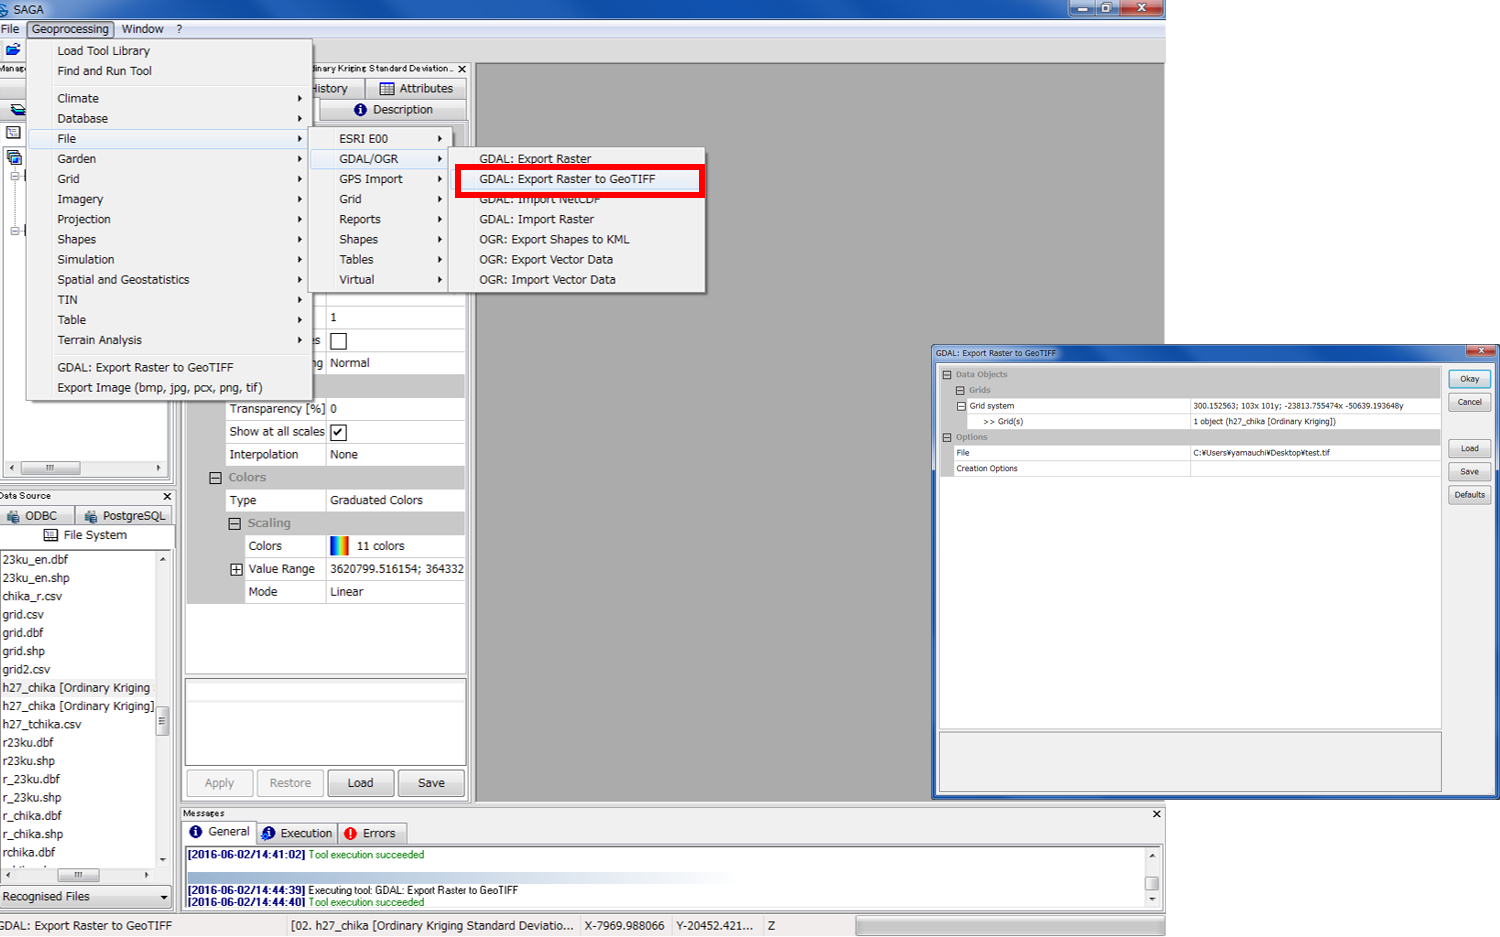 SAGA
File Geoprocessing Window ?
Load Tool Library
Find and Run Tool
Climate
Database
File
Garden
Grid
Imagery
Projection
Shapes
Simulation
Spatial and Geostatistics
TIN
Table
Terrain Analysis
GDAL: Export Raster to GeoTIFF
Export Image (bmp, jpg, pcx, png, tif)
ESRI E00
GDAL/OGR
GPS Import
Grid
Reports
Shapes
Tables
Virtual
GDAL: Export Raster
GDAL: Export Raster to GeoTIFF
GDAL: Import NetCDF
GDAL: Import Raster
OGR: Export Shapes to KML
OGR: Export Vector Data
OGR: Import Vector Data
dinary Kriging Standard Deviation...
History Attributes
Description
1
Normal
Transparency [%] 0
Show at all scales
Interpolation None
Colors
Type Graduated Colors
Scaling
Colors 11 colors
Value Range 3620799.516154; 364332
Mode Linear
Apply Restore Load Save
Data Source
ODBC PostgreSQL
File System
23ku_en.dbf
23ku_en.shp
chika_r.csv
grid.csv
grid.dbf
grid.shp
grid2.csv
h27_chika [Ordinary Kriging
h27_chika [Ordinary Kriging]
h27_tchika.csv
r23ku.dbf
r23ku.shp
r_23ku.dbf
r_23ku.shp
r_chika.dbf
r_chika.shp
rchika.dbf
Recognised Files
Messages
General Execution Errors
[2016-06-02/14:41:02] Tool execution succeeded
[2016-06-02/14:44:39] Executing tool: GDAL: Export Raster to GeoTIFF
[2016-06-02/14:44:40] Tool execution succeeded
GDAL: Export Raster to GeoTIFF [02. h27_chika [Ordinary Kriging Standard Deviatio... X-7969.988066 Y-20452.421... Z
GDAL: Export Raster to GeoTIFF
Data Objects
Grids
Grid system 300.152563; 103x 101y; -23813.755474x -50639.193648y
>> Grid(s) 1 object (h27_chika [Ordinary Kriging])
Options
File C:¥Users¥yamauchi¥Desktop¥test.tif
Creation Options
Okay
Cancel
Load
Save
Defaults